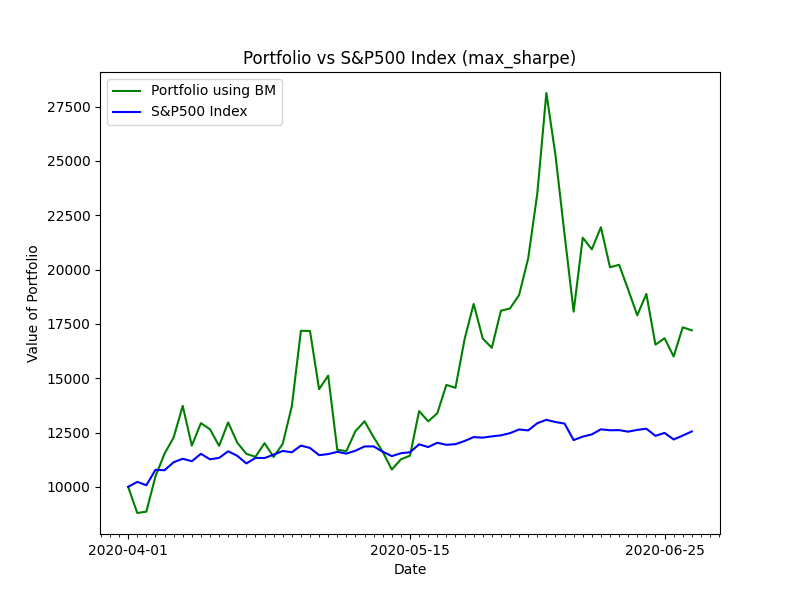 Portfolio vs S&P500 Index (max_sharpe)
Portfolio using BM
S&P500 Index
27500
25000
22500
20000
17500
15000
12500
10000
Value of Portfolio
2020-04-01
2020-05-15
2020-06-25
Date